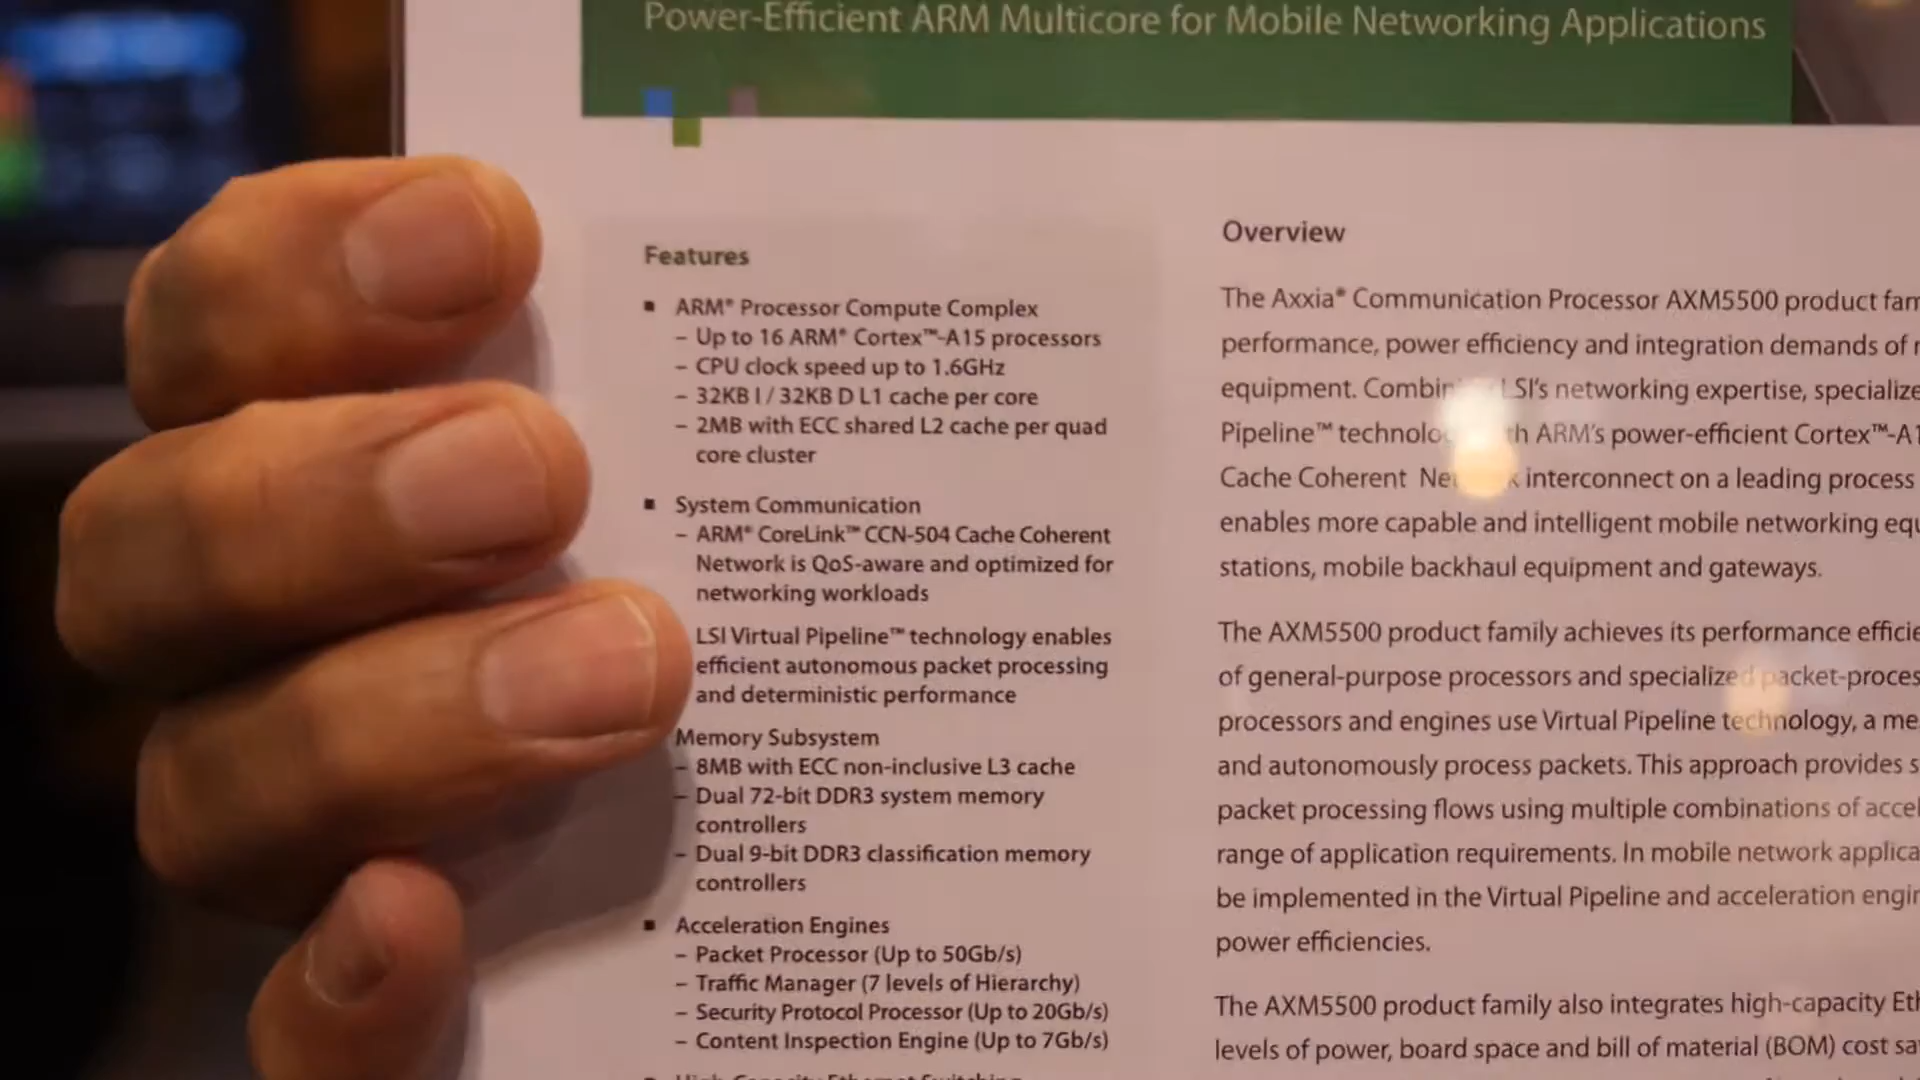 Power-Efficient ARM Multicore for Mobile Networking Applications
Features
▪ ARM® Processor Compute Complex
– Up to 16 ARM® Cortex™-A15 processors
– CPU clock speed up to 1.6GHz
– 32KB I / 32KB D L1 cache per core
– 2MB with ECC shared L2 cache per quad
core cluster
▪ System Communication
– ARM® CoreLink™ CCN-504 Cache Coherent
Network is QoS-aware and optimized for
networking workloads
LSI Virtual Pipeline™ technology enables
efficient autonomous packet processing
and deterministic performance
Memory Subsystem
– 8MB with ECC non-inclusive L3 cache
– Dual 72-bit DDR3 system memory
controllers
– Dual 9-bit DDR3 classification memory
controllers
▪ Acceleration Engines
– Packet Processor (Up to 50Gb/s)
– Traffic Manager (7 levels of Hierarchy)
– Security Protocol Processor (Up to 20Gb/s)
– Content Inspection Engine (Up to 7Gb/s)
Overview
The Axxia® Communication Processor AXM5500 product
performance, power efficiency and integration demands of
equipment. LSI's networking expertise,
Pipeline™ ARM's power-efficient
Cache Coherent interconnect on a leading process
enables more capable and intelligent mobile networking
stations, mobile backhaul equipment and gateways.
The AXM5500 product family achieves its performance
of general-purpose processors and specialized
processors and engines use Virtual Pipeline technology, a
and autonomously process packets. This approach provides
packet processing flows using multiple combinations of
range of application requirements. In mobile network
be implemented in the Virtual Pipeline and acceleration
power efficiencies.
The AXM5500 product family also integrates high-capacity
levels of power, board space and bill of material (BOM) cost